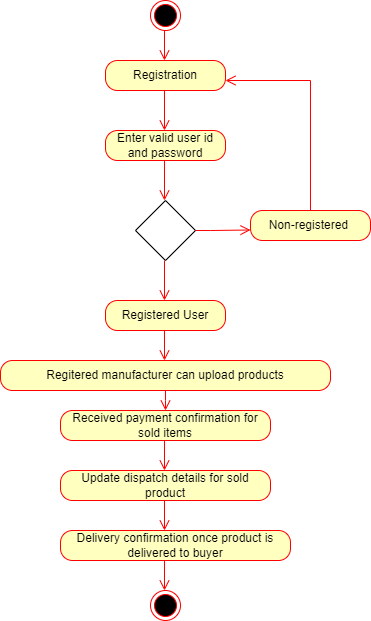 Registration
Enter valid user id
and password
Non-registered
Registered User
Regitered manufacturer can upload products
Received payment confirmation for
sold items
Update dispatch details for sold
product
Delivery confirmation once product is
delivered to buyer